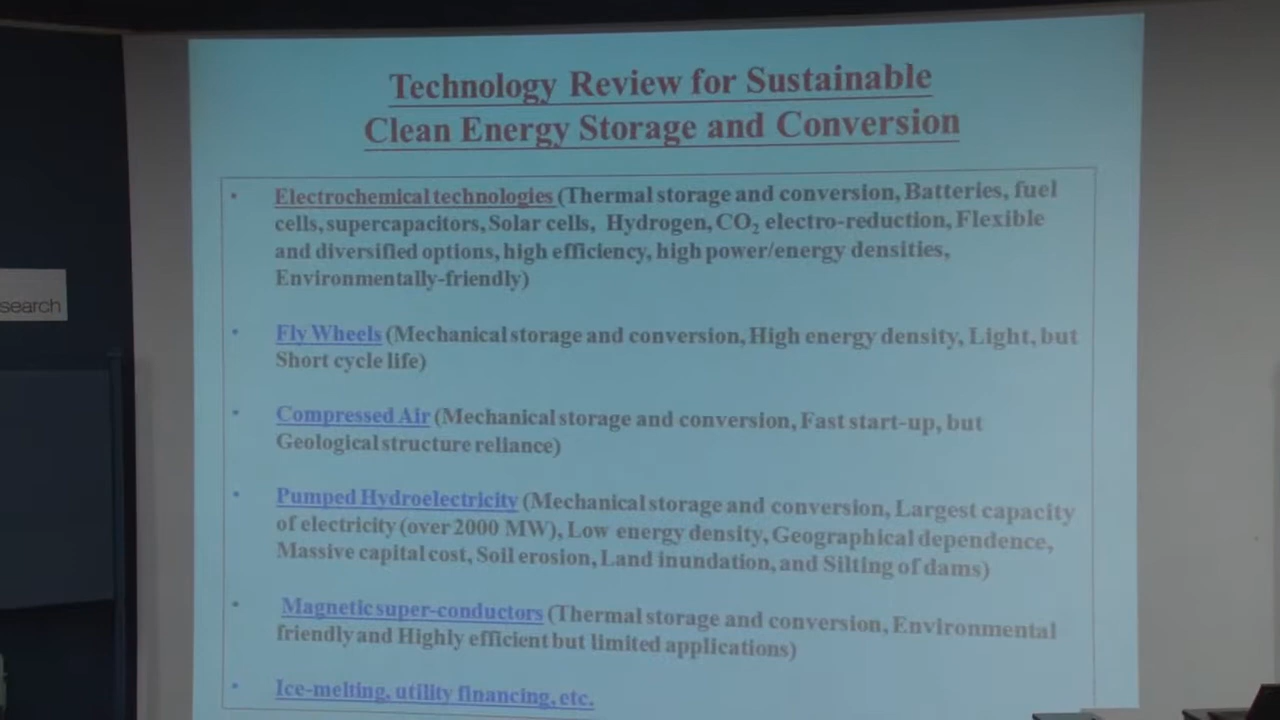 Technology Review for Sustainable
Clean Energy Storage and Conversion
search
• Electrochemical technologies (Thermal storage and conversion, Batteries, fuel
cells, supercapacitors, Solar cells, Hydrogen, CO₂ electro-reduction, Flexible
and diversified options, high efficiency, high power/energy densities,
Environmentally-friendly)
• Fly Wheels (Mechanical storage and conversion, High energy density, Light, but
Short cycle life)
• Compressed Air (Mechanical storage and conversion, Fast start-up, but
Geological structure reliance)
• Pumped Hydroelectricity (Mechanical storage and conversion, Largest capacity
of electricity (over 2000 MW), Low energy density, Geographical dependence,
Massive capital cost, Soil erosion, Land inundation, and Silting of dams)
• Magnetic super-conductors (Thermal storage and conversion, Environmental
friendly and Highly efficient but limited applications)
• Ice-melting, utility financing, etc.